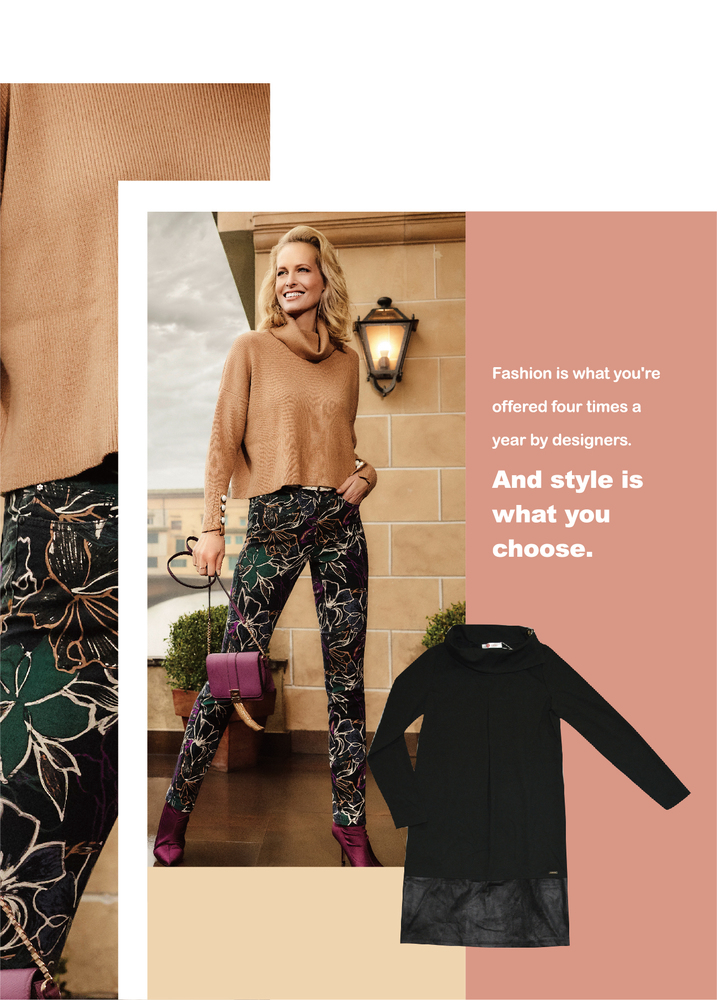 Fashion is what you're
offered four times a
year by designers.
And style is
what you
choose.